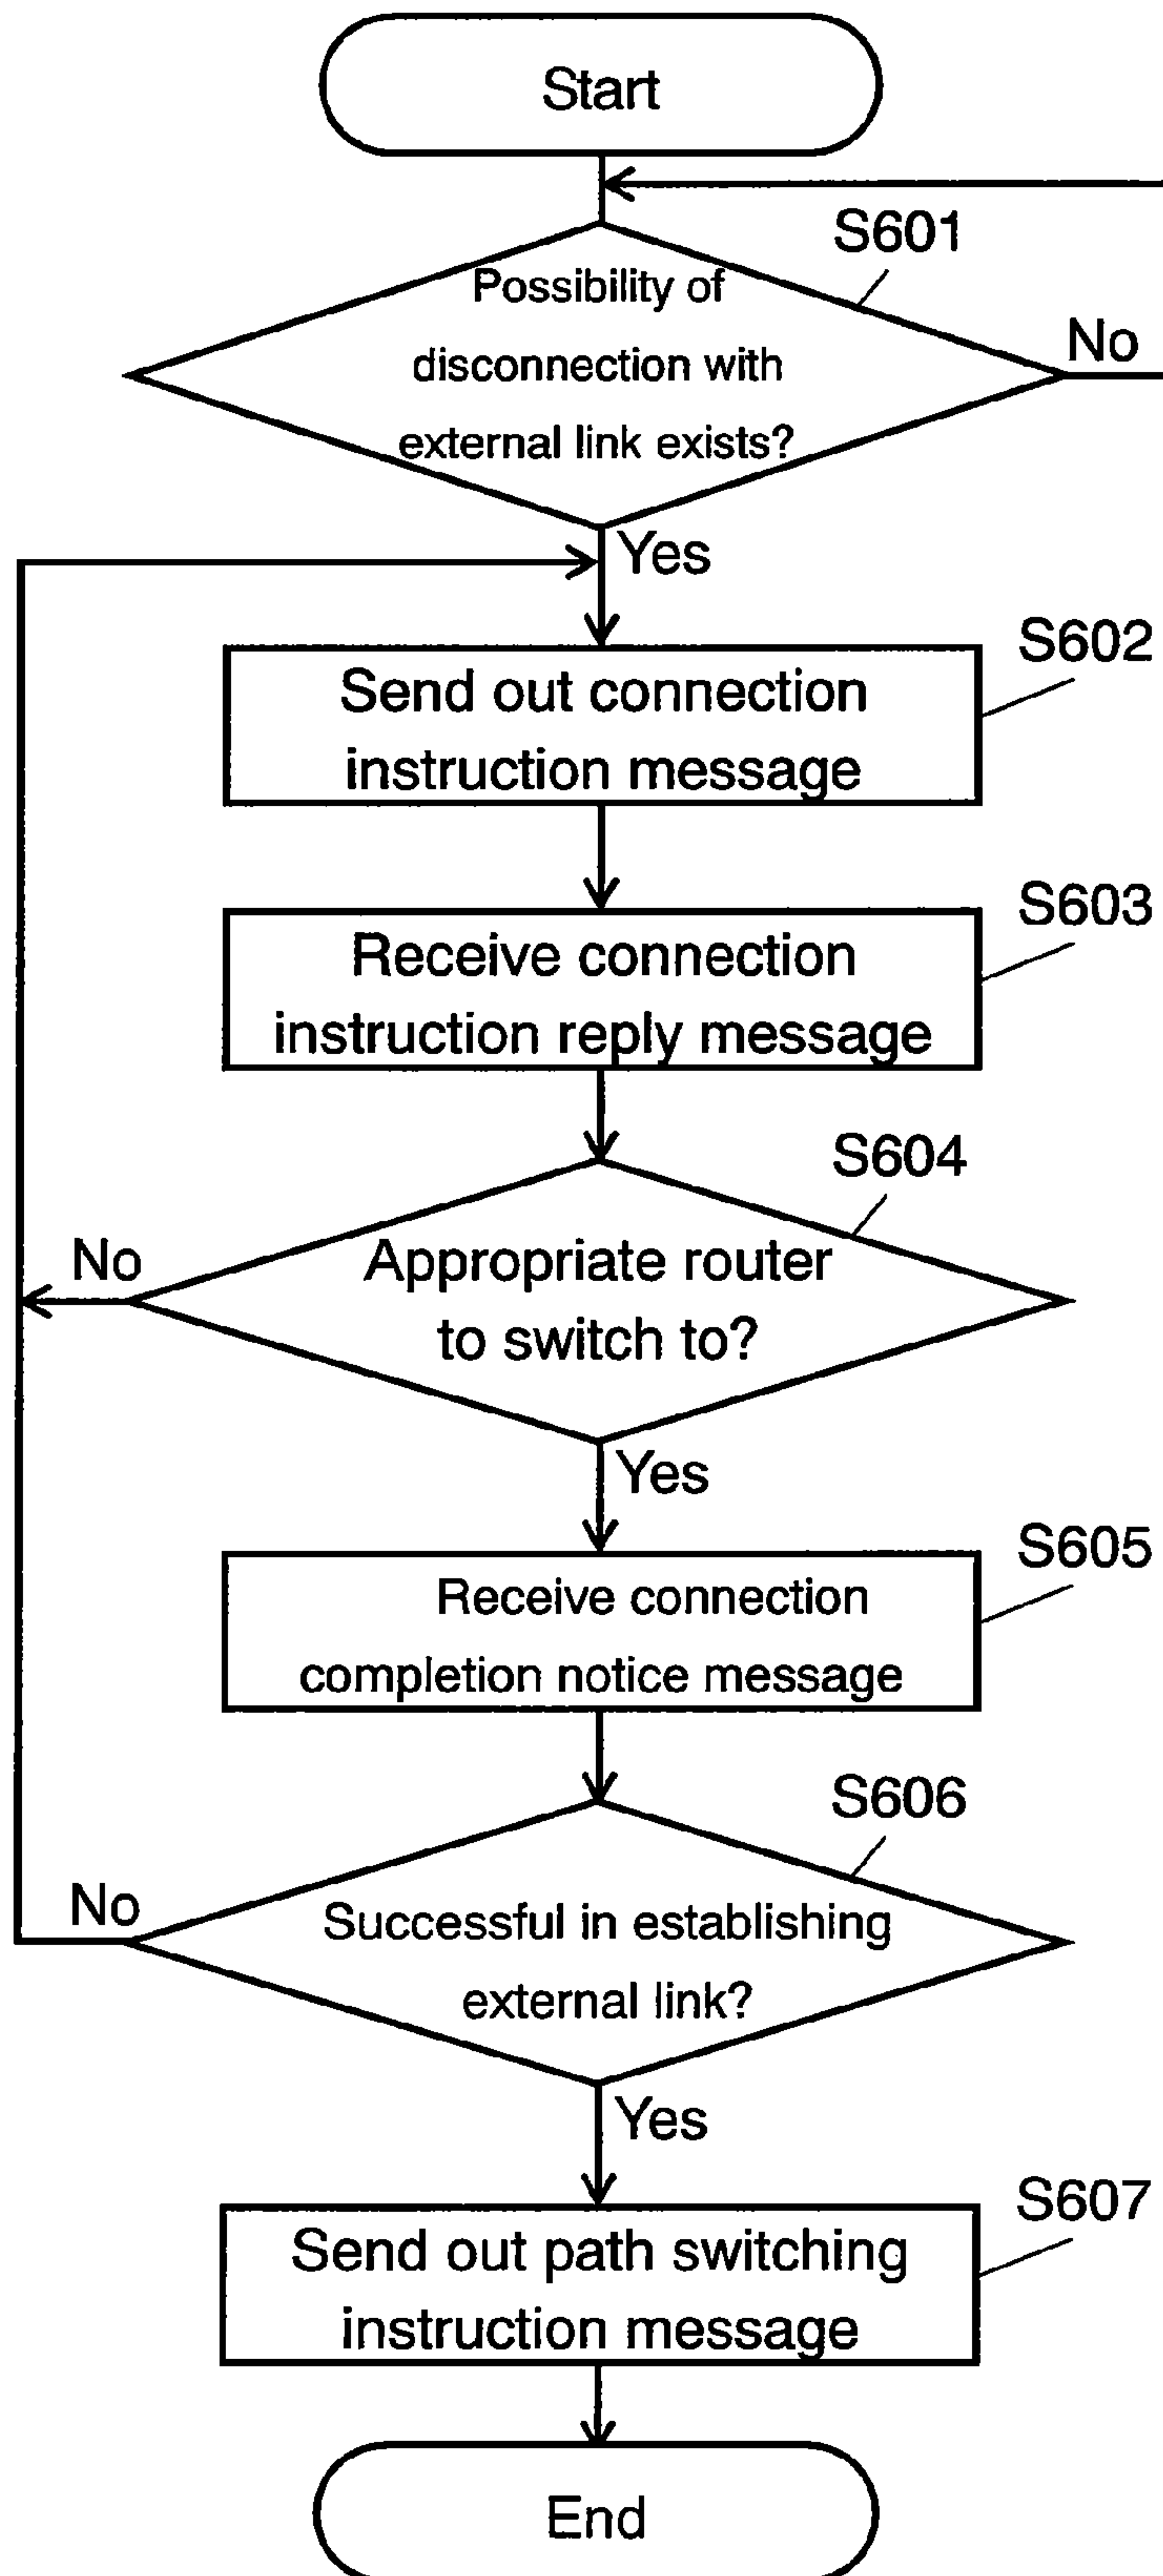 Start
S601
Possibility of
disconnection with
external link exists?
No
Yes
S602
Send out connection
instruction message
S603
Receive connection
instruction reply message
S604
No
Appropriate router
to switch to?
Yes
S605
Receive connection
completion notice message
S606
No
Successful in establishing
external link?
Yes
S607
Send out path switching
instruction message
End